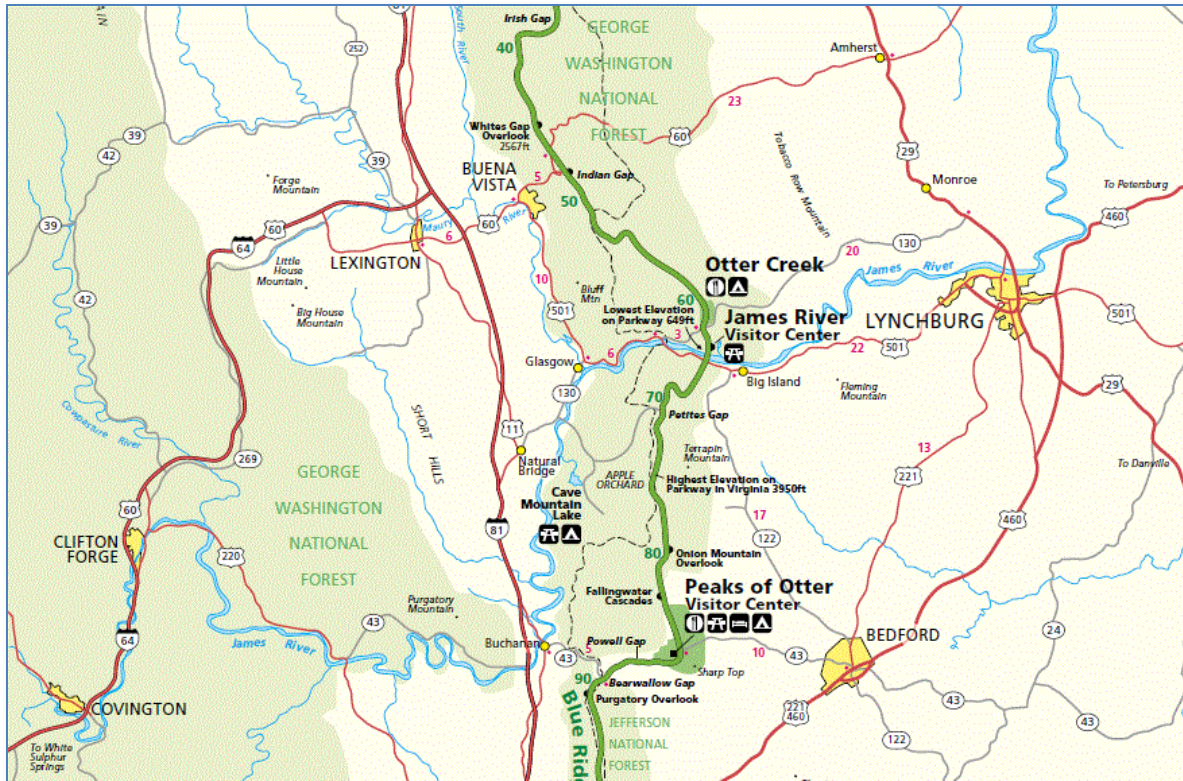 AIN
81
South
River
Irish Gap
GEORGE
WASHINGTON
NATIONAL
FOREST
40
252
Amherst
23
39
42
39
Whites Gap
Overlook
2567ft
60
29
BUENA
VISTA
5
Indian Gap
Tobacco Row Mountain
Monroe
To Petersburg
460
Forge
Mountain
50
39
60
64
Maury
River
6
60
LEXINGTON
20
130
Little
House
Mountain
Otter Creek
James River
42
10
Bluff
Mtn
60
Lowest Elevation
on Parkway 649ft
James River
Visitor Center
LYNCHBURG
Big House
Mountain
501
3
501
22
501
Glasgow
6
Big Island
Fleming
Mountain
29
130
70
Petites Gap
Cowpasture River
SHORT
HILLS
11
Natural
Bridge
Terrapin
Mountain
13
To Danville
269
GEORGE
WASHINGTON
NATIONAL
FOREST
APPLE
ORCHARD
Highest Elevation on
Parkway in Virginia 3950ft
221
Cave
Mountain
Lake
60
81
17
122
460
CLIFTON
FORGE
220
80
Onion Mountain
Overlook
Fallingwater
Cascades
Peaks of Otter
Visitor Center
Purgatory
Mountain
43
64
James
River
Buchanan
43
5
Powell Gap
10
43
BEDFORD
24
Sharp Top
90
Bearwallow Gap
Purgatory Overlook
43
43
COVINGTON
221
460
122
To White
Sulphur
Springs
Blue Rid
JEFFERSON
NATIONAL
FOREST